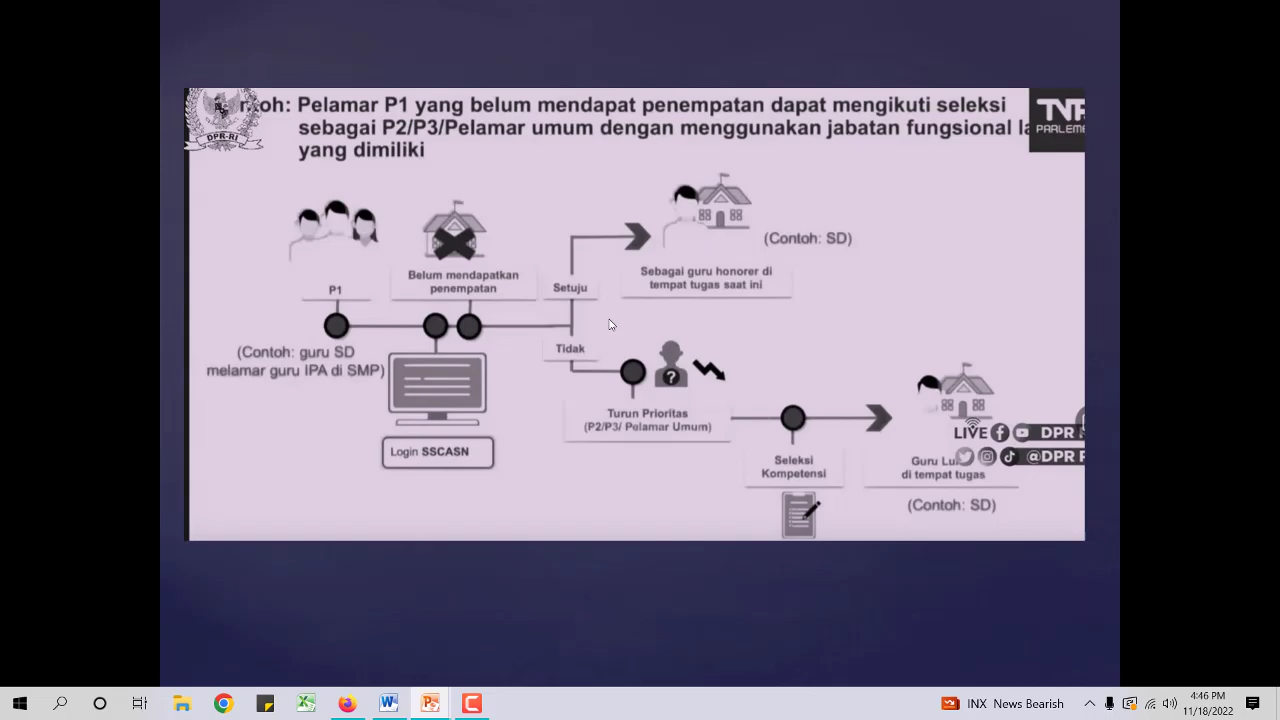 oh: Pelamar P1 yang belum mendapat penempatan dapat mengikuti seleksi
sebagai P2/P3/Pelamar umum dengan menggunakan jabatan fungsional
yang dimiliki
DPR-RI
TVR
PARLEME
P1
(Contoh: guru SD
melamar guru IPA di SMP)
Belum mendapatkan
penempatan
Login SSCASN
Setuju
Tidak
Sebagai guru honorer di
tempat tugas saat ini
(Contoh: SD)
?
Turun Prioritas
(P2/P3/ Pelamar Umum)
Seleksi
Kompetensi
Guru Lu
di tempat tugas
(Contoh: SD)
LIVE DPR
@DPR
INX News Bearish
4:46 PM
11/18/2022